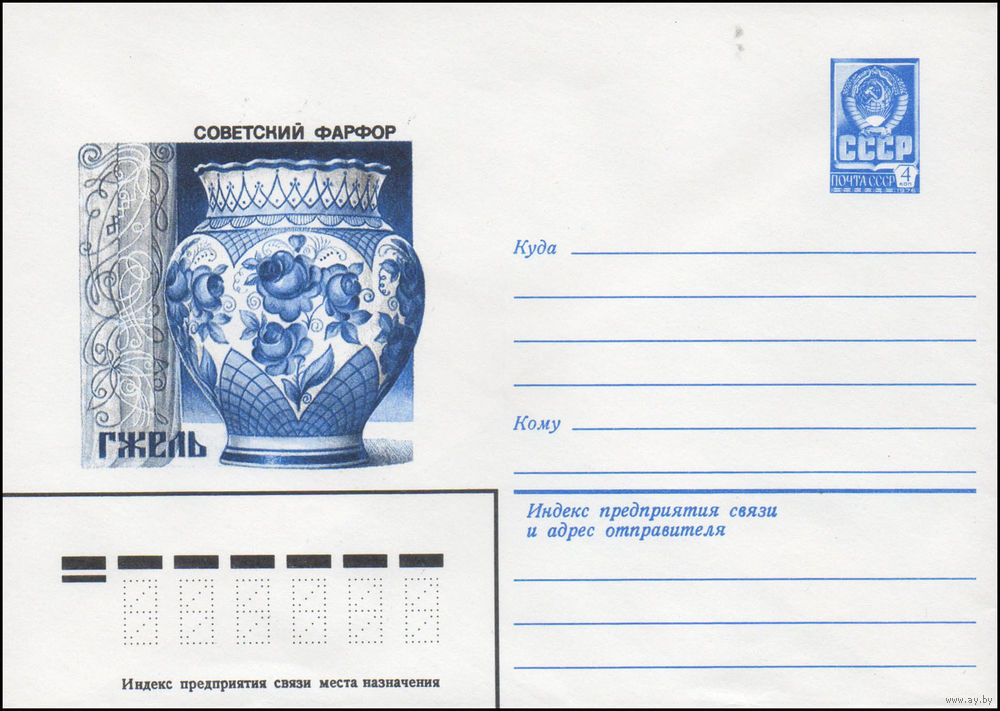 СОВЕТСКИЙ ФАРФОР
ГЖЕЛЬ
СССР
ПОЧТА СССР
4
КОП
1976
Куда
Кому
Индекс предприятия связи
и адрес отправителя
Индекс предприятия связи места назначения
www.ay.by